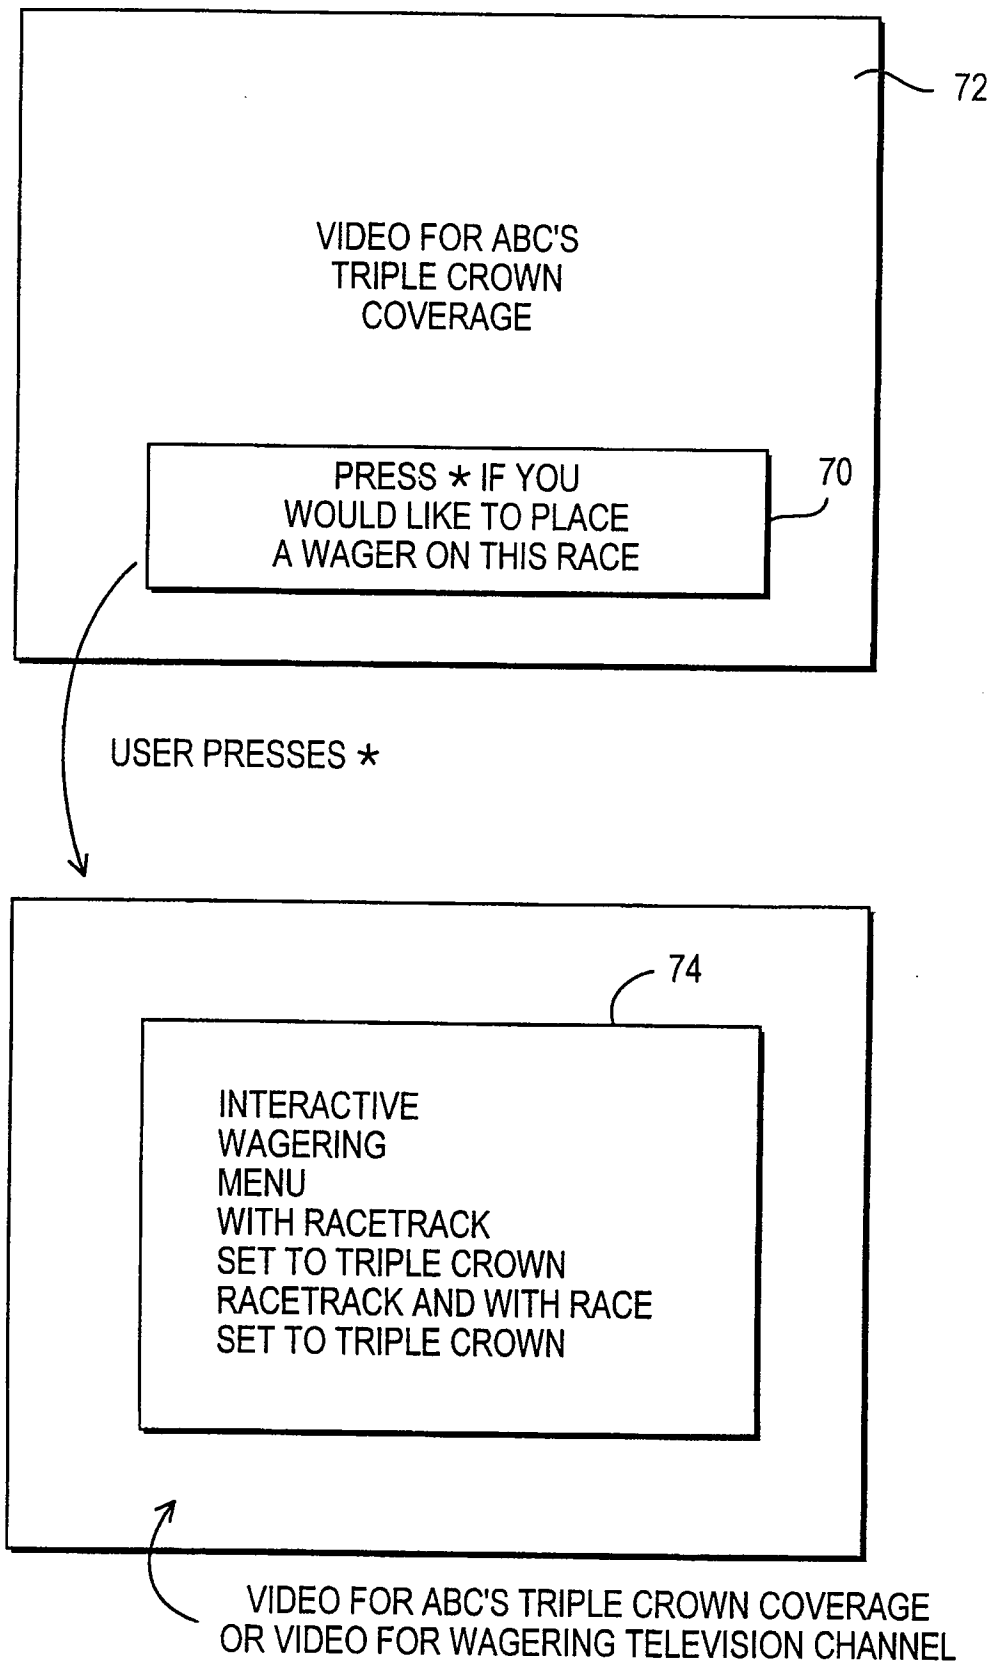 72
VIDEO FOR ABC'S
TRIPLE CROWN
COVERAGE
70
PRESS * IF YOU
WOULD LIKE TO PLACE
A WAGER ON THIS RACE
USER PRESSES *
74
INTERACTIVE
WAGERING
MENU
WITH RACETRACK
SET TO TRIPLE CROWN
RACETRACK AND WITH RACE
SET TO TRIPLE CROWN
VIDEO FOR ABC'S TRIPLE CROWN COVERAGE
OR VIDEO FOR WAGERING TELEVISION CHANNEL